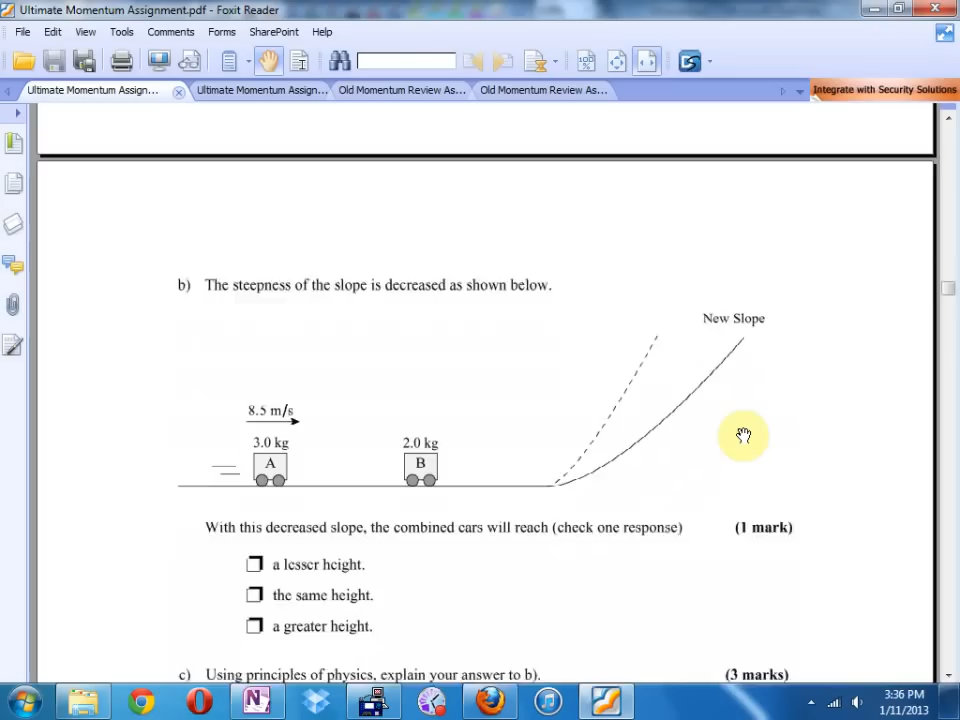 Ultimate Momentum Assignment.pdf - Foxit Reader
File Edit View Tools Comments Forms SharePoint Help
Ultimate Momentum Assign... Ultimate Momentum Assign... Old Momentum Review As... Old Momentum Review As... Integrate with Security Solutions
b) The steepness of the slope is decreased as shown below.
New Slope
8.5 m/s
3.0 kg 2.0 kg
A B
With this decreased slope, the combined cars will reach (check one response) (1 mark)
a lesser height.
the same height.
a greater height.
c) Using principles of physics, explain your answer to b). (3 marks)
3:36 PM
1/11/2013